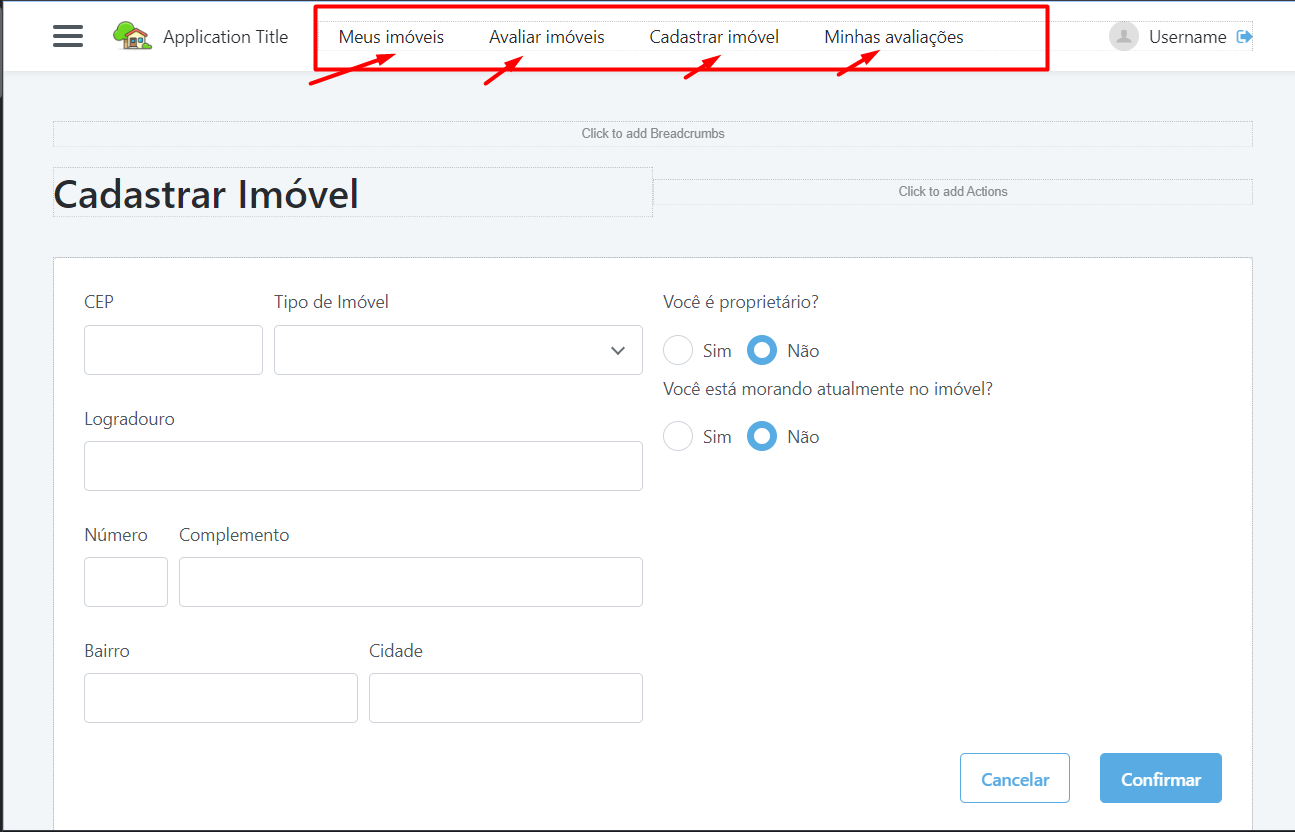 Application Title Meus imóveis Avaliar imóveis Cadastrar imóvel Minhas avaliações Username
Click to add Breadcrumbs
Cadastrar Imóvel
Click to add Actions
CEP Tipo de Imóvel
Logradouro
Número Complemento
Bairro Cidade
Você é proprietário?
Sim Não
Você está morando atualmente no imóvel?
Sim Não
Cancelar Confirmar